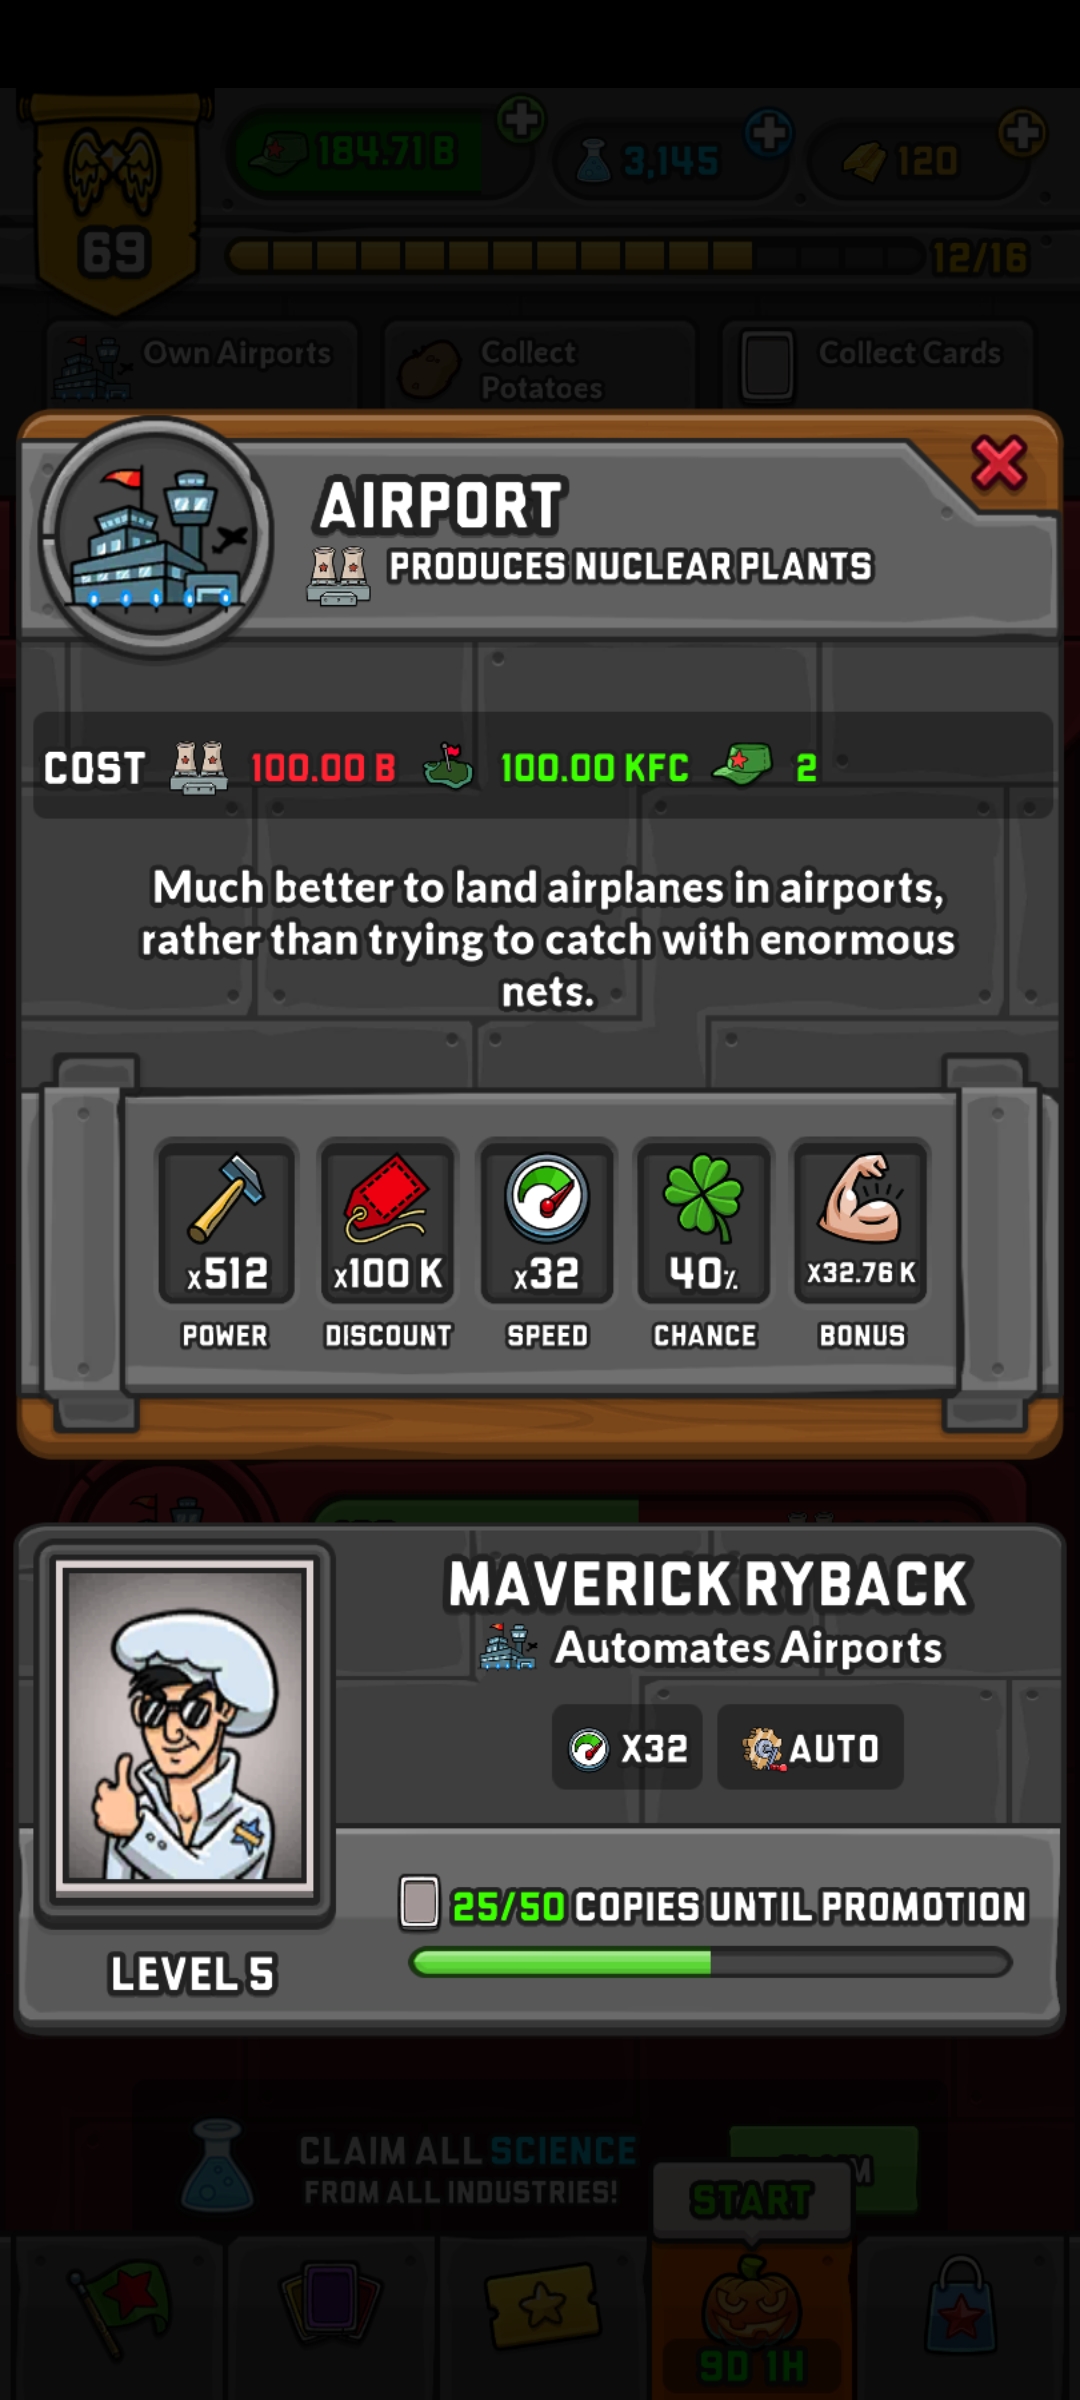 184.71 B
3,145
120
69
12/16
Own Airports
Collect
Potatoes
Collect Cards
AIRPORT
PRODUCES NUCLEAR PLANTS
COST 100.00 B 100.00 KFC 2
Much better to land airplanes in airports,
rather than trying to catch with enormous
nets.
x512 x100 K x32 40% x32.76 K
POWER DISCOUNT SPEED CHANCE BONUS
MAVERICK RYBACK
Automates Airports
X32 AUTO
25/50 COPIES UNTIL PROMOTION
LEVEL 5
CLAIM ALL SCIENCE
FROM ALL INDUSTRIES!
START
9D 1H